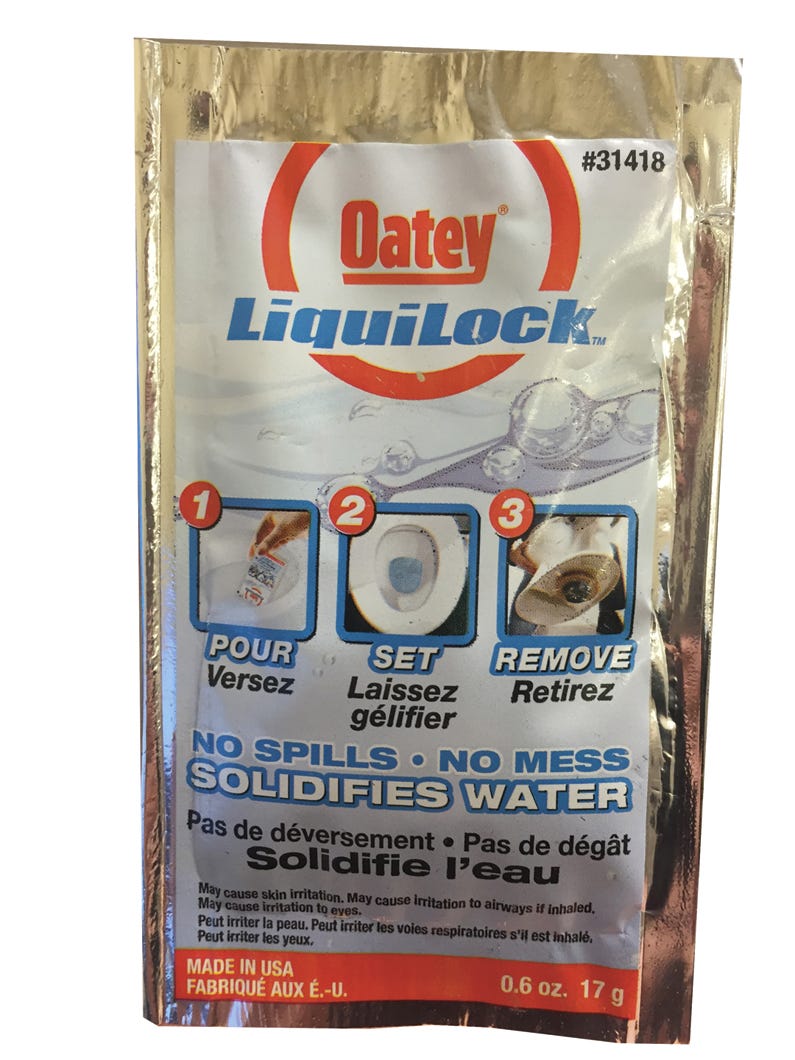 #31418
Oatey®
LiquiLock™
1
2
3
POUR
Versez
SET
Laissez
gélifier
REMOVE
Retirez
NO SPILLS • NO MESS
SOLIDIFIES WATER
Pas de déversement • Pas de dégât
Solidifie l'eau
May cause skin irritation. May cause irritation to airways if inhaled.
May cause irritation to eyes.
Peut irriter la peau. Peut irriter les voies respiratoires s'il est inhalé.
Peut irriter les yeux.
MADE IN USA
FABRIQUÉ AUX É.-U.
0.6 oz. 17 g